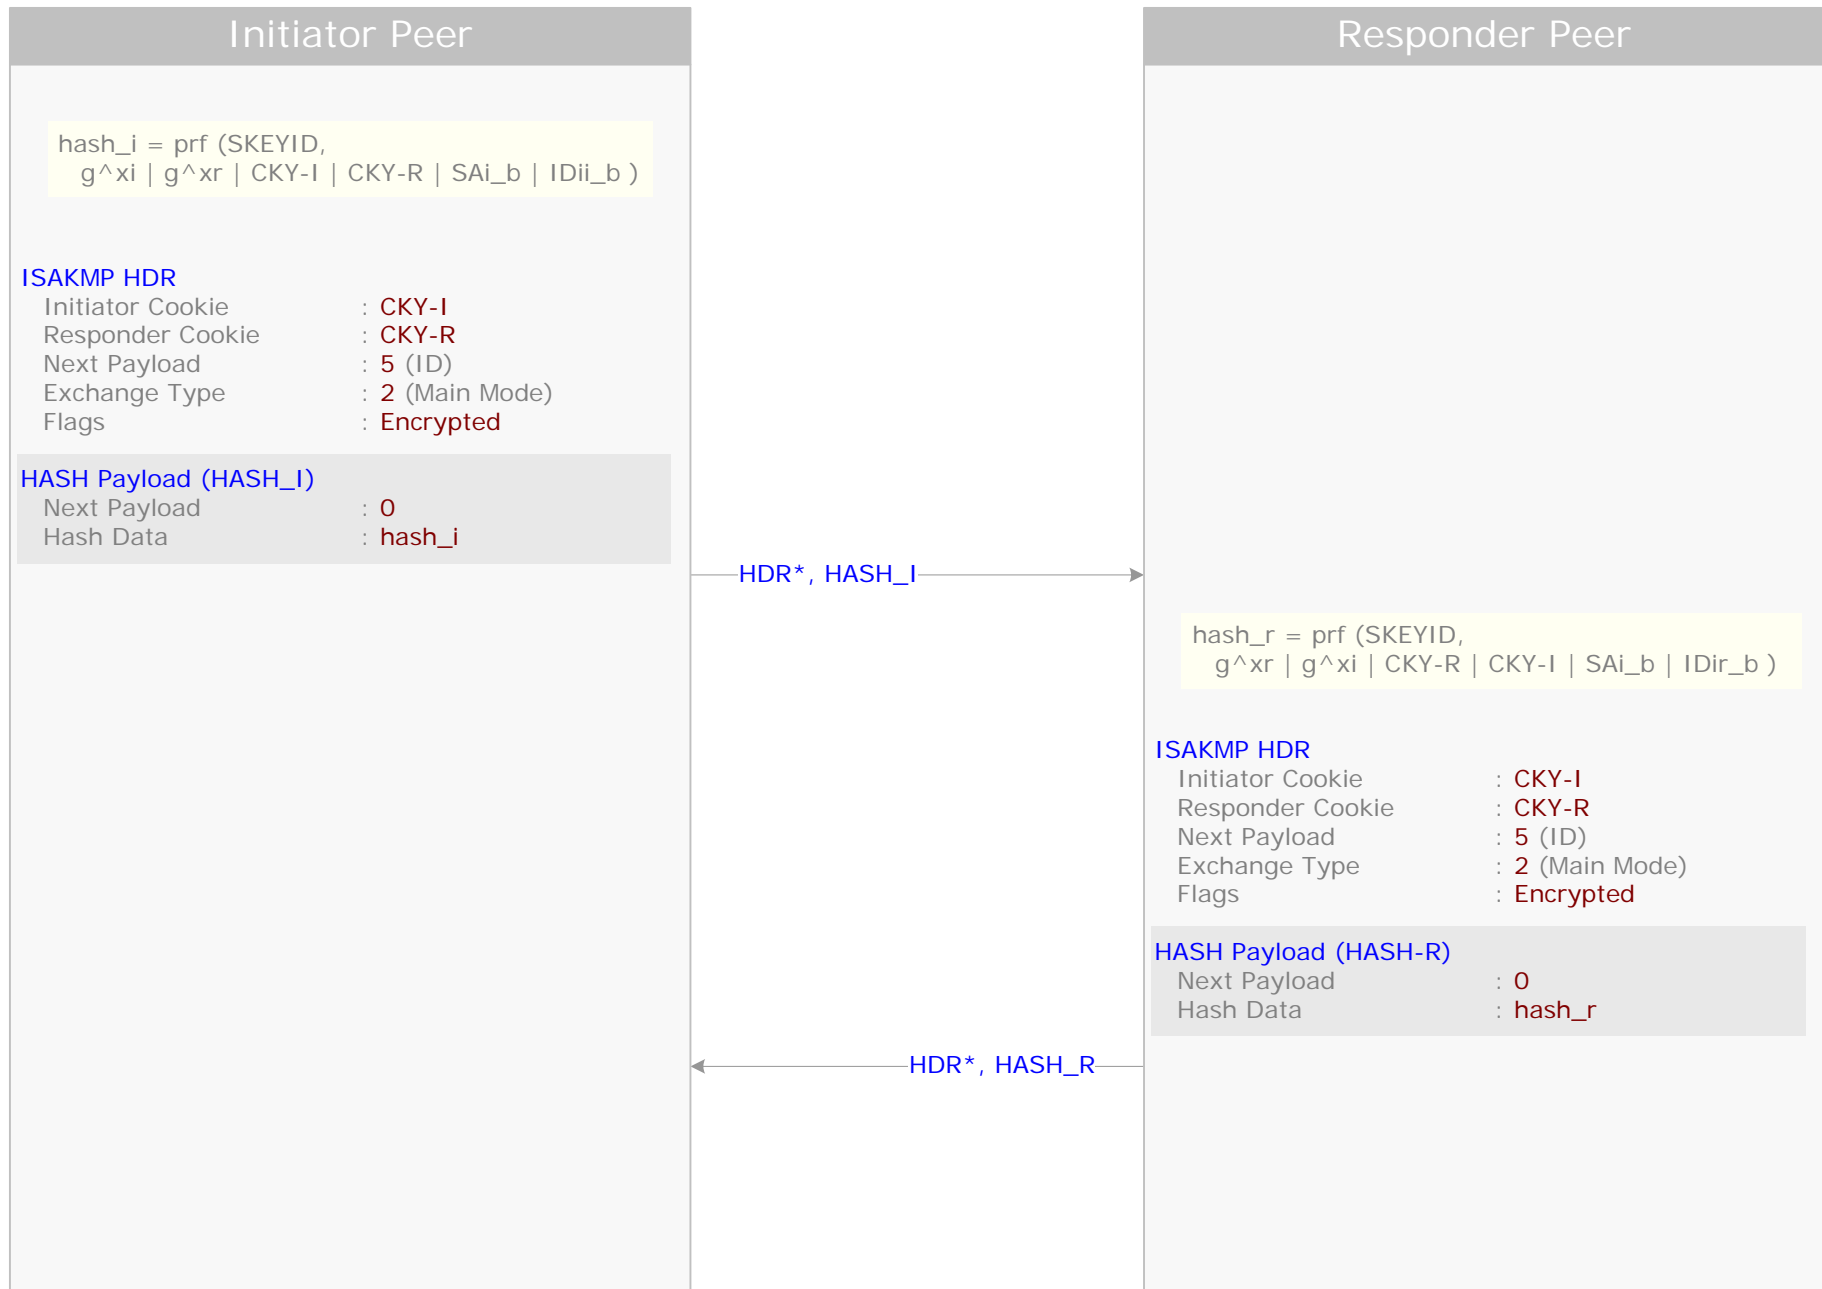 Initiator Peer
hash_i = prf (SKEYID,
g^xi | g^xr | CKY-I | CKY-R | SAi_b | IDii_b )
ISAKMP HDR
Initiator Cookie : CKY-I
Responder Cookie : CKY-R
Next Payload : 5 (ID)
Exchange Type : 2 (Main Mode)
Flags : Encrypted
HASH Payload (HASH_I)
Next Payload : 0
Hash Data : hash_i
HDR*, HASH_I
Responder Peer
hash_r = prf (SKEYID,
g^xr | g^xi | CKY-R | CKY-I | SAi_b | IDir_b )
ISAKMP HDR
Initiator Cookie : CKY-I
Responder Cookie : CKY-R
Next Payload : 5 (ID)
Exchange Type : 2 (Main Mode)
Flags : Encrypted
HASH Payload (HASH-R)
Next Payload : 0
Hash Data : hash_r
HDR*, HASH_R